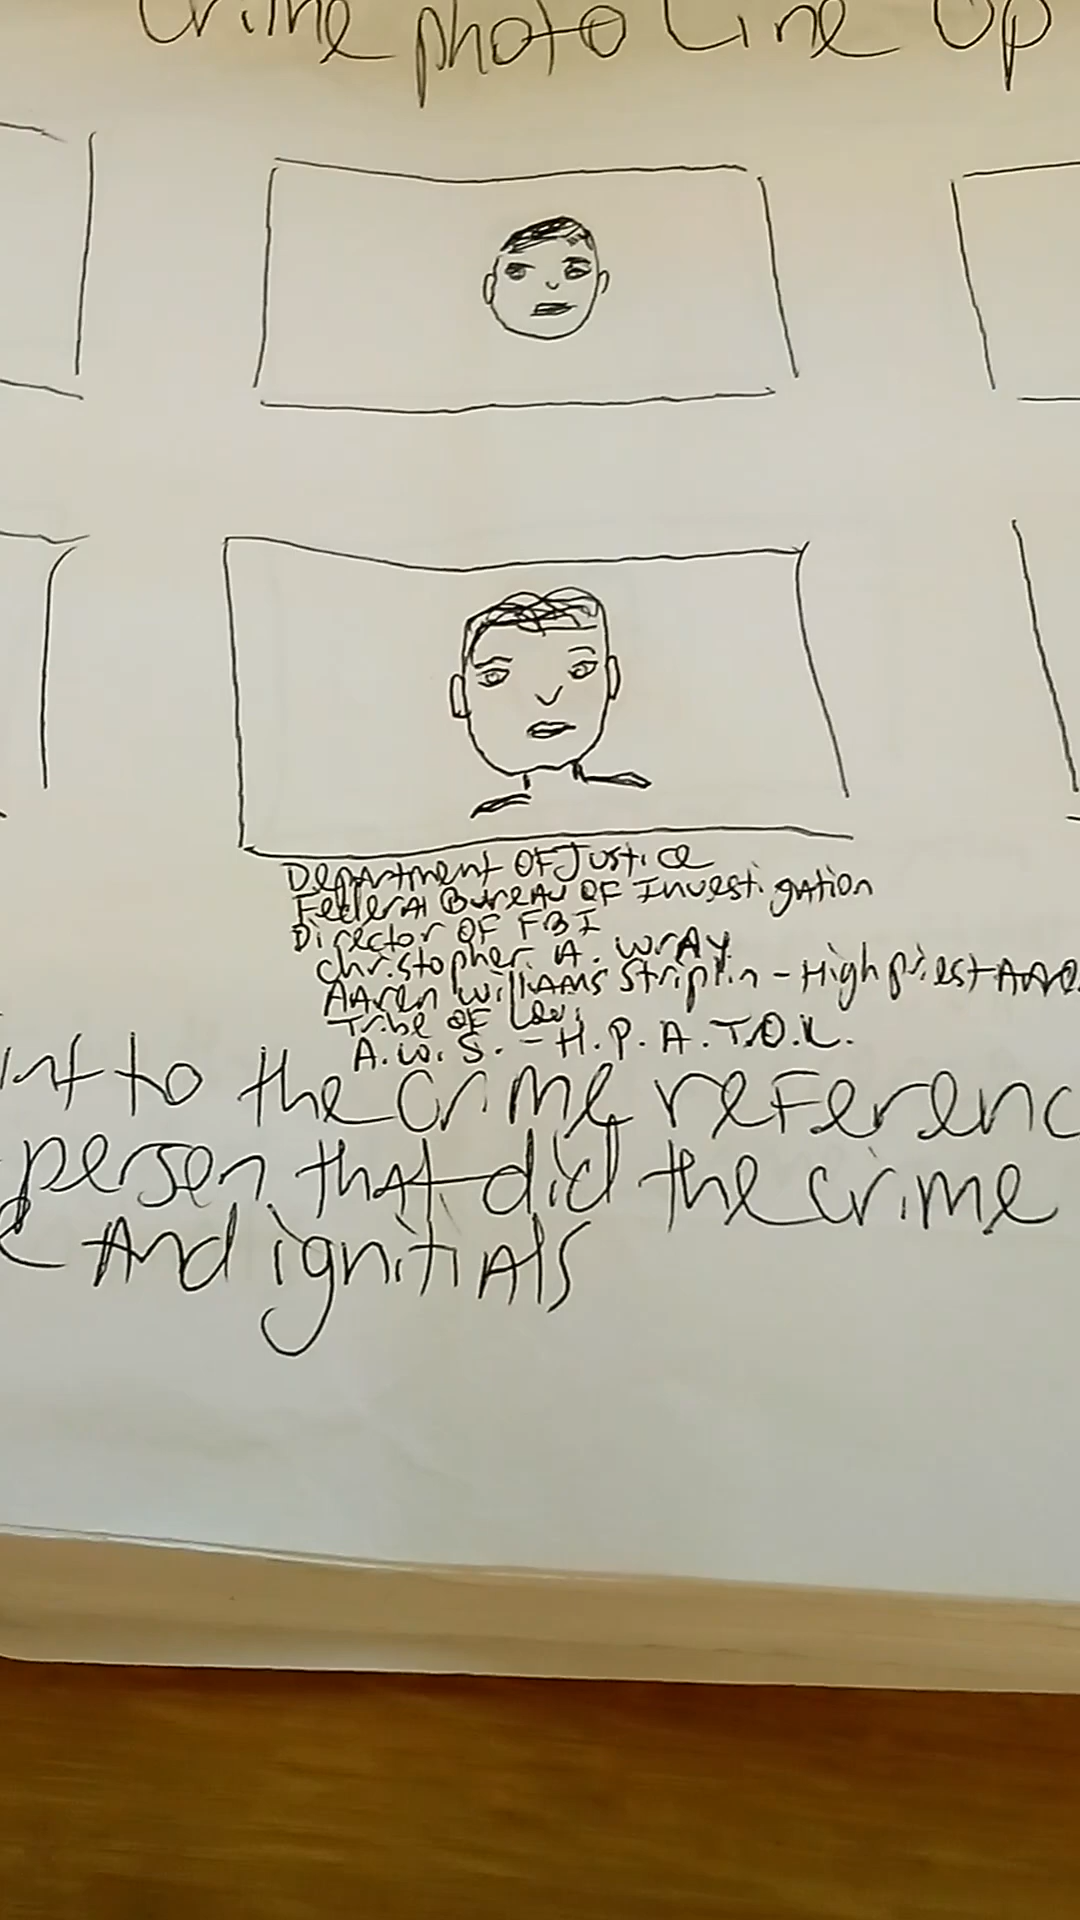 Crime photo Line Up
Department OF Justice
Federal Bureau OF Investigation
Director OF FBI
Christopher A. Wray
Aaren Williams Striplin - High priest
Tribe OF Levi
A. W. S. - H. P. A. T. O. L.
to the crime referenc
person that did the crime
And ignitials